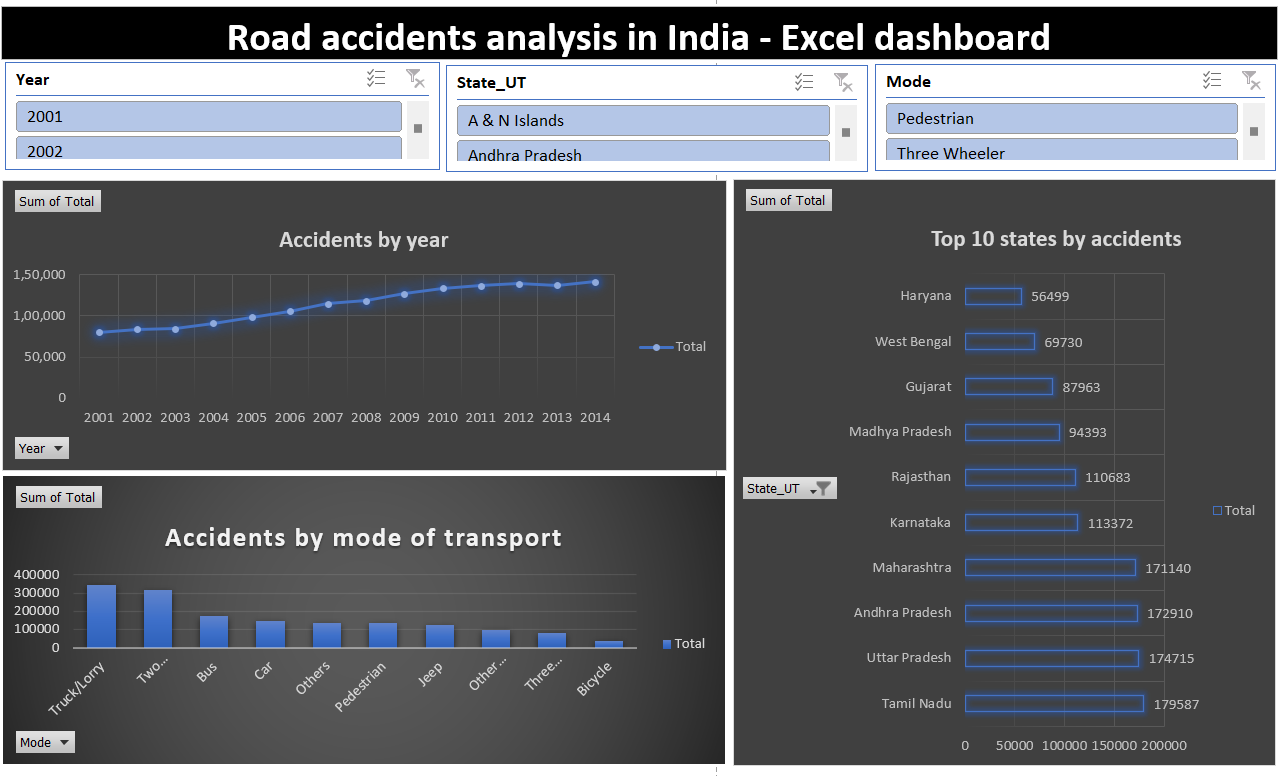 Road accidents analysis in India - Excel dashboard
Year
2001
2002
State_UT
A & N Islands
Andhra Pradesh
Mode
Pedestrian
Three Wheeler
Sum of Total
Accidents by year
1,50,000
1,00,000
50,000
0
2001 2002 2003 2004 2005 2006 2007 2008 2009 2010 2011 2012 2013 2014
Total
Year
Sum of Total
Accidents by mode of transport
400000
300000
200000
100000
0
Truck/Lorry
Two...
Bus
Car
Others
Pedestrian
Jeep
Other...
Three...
Bicycle
Total
Mode
Sum of Total
Top 10 states by accidents
Haryana 56499
West Bengal 69730
Gujarat 87963
Madhya Pradesh 94393
Rajasthan 110683
Karnataka 113372
Maharashtra 171140
Andhra Pradesh 172910
Uttar Pradesh 174715
Tamil Nadu 179587
0 50000 100000 150000 200000
State_UT
Total